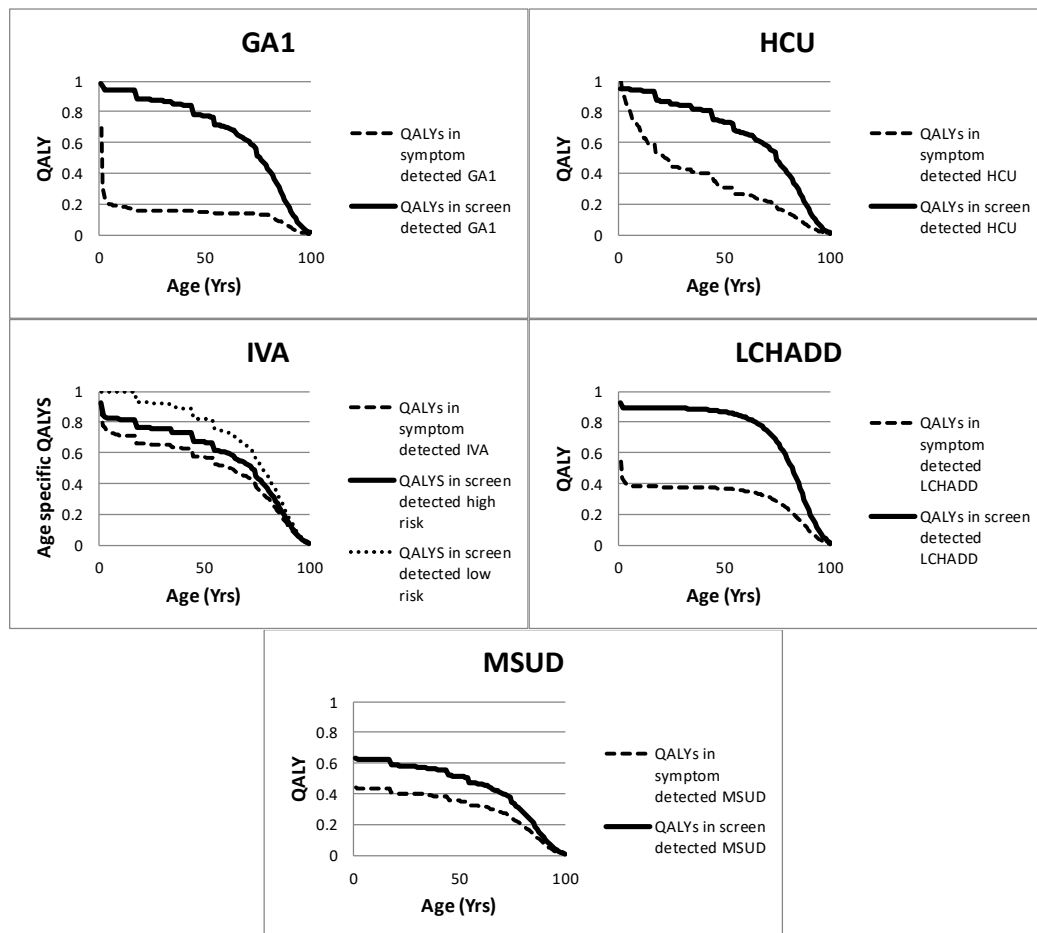 GA1
1
0.8
0.6
0.4
0.2
0
QALY
0
50
100
Age (Yrs)
QALYs in
symptom
detected GA1
QALYs in screen
detected GA1
HCU
1
0.8
0.6
0.4
0.2
0
QALY
0
50
100
Age (Yrs)
QALYs in
symptom
detected HCU
QALYs in screen
detected HCU
IVA
1
0.8
0.6
0.4
0.2
0
Age specific QALYS
0
50
100
Age (Yrs)
QALYs in
symptom
detected IVA
QALYS in screen
detected high
risk
QALYS in screen
detected low
risk
LCHADD
1
0.8
0.6
0.4
0.2
0
QALY
0
50
100
Age (Yrs)
QALYs in
symptom
detected
LCHADD
QALYs in screen
detected
LCHADD
MSUD
1
0.8
0.6
0.4
0.2
0
QALY
0
50
100
Age (Yrs)
QALYs in
symptom
detected MSUD
QALYs in screen
detected MSUD